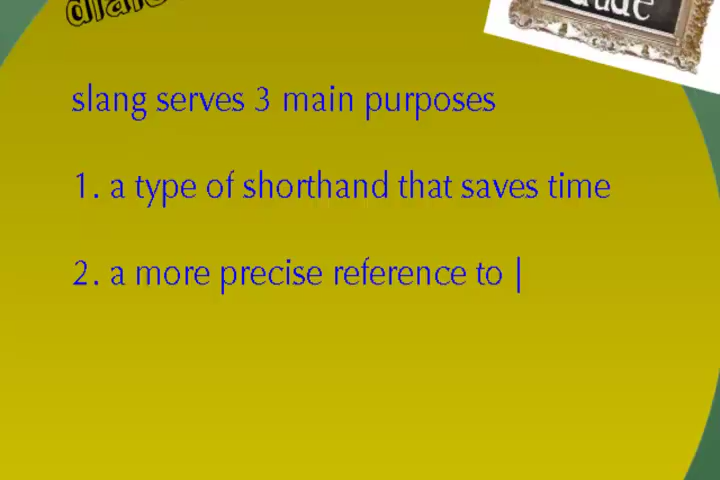 slang serves 3 main purposes
1. a type of shorthand that saves time
2. a more precise reference to